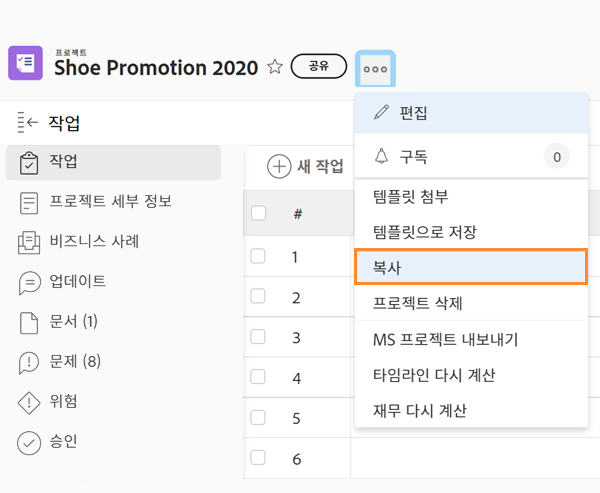 프로젝트
Shoe Promotion 2020
공유
작업
작업
프로젝트 세부 정보
비즈니스 사례
업데이트
문서 (1)
문제 (8)
위험
승인
새 작업
#
1
2
3
4
5
6
편집
구독 0
템플릿 첨부
템플릿으로 저장
복사
프로젝트 삭제
MS 프로젝트 내보내기
타임라인 다시 계산
재무 다시 계산